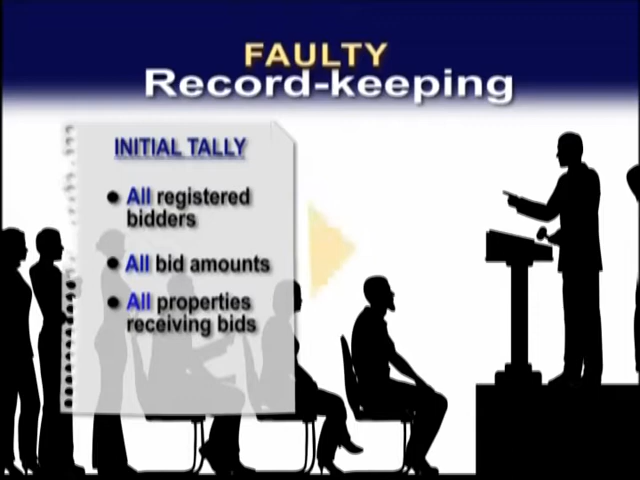 FAULTY
Record-keeping
INITIAL TALLY
All registered
bidders
All bid amounts
All properties
receiving bids